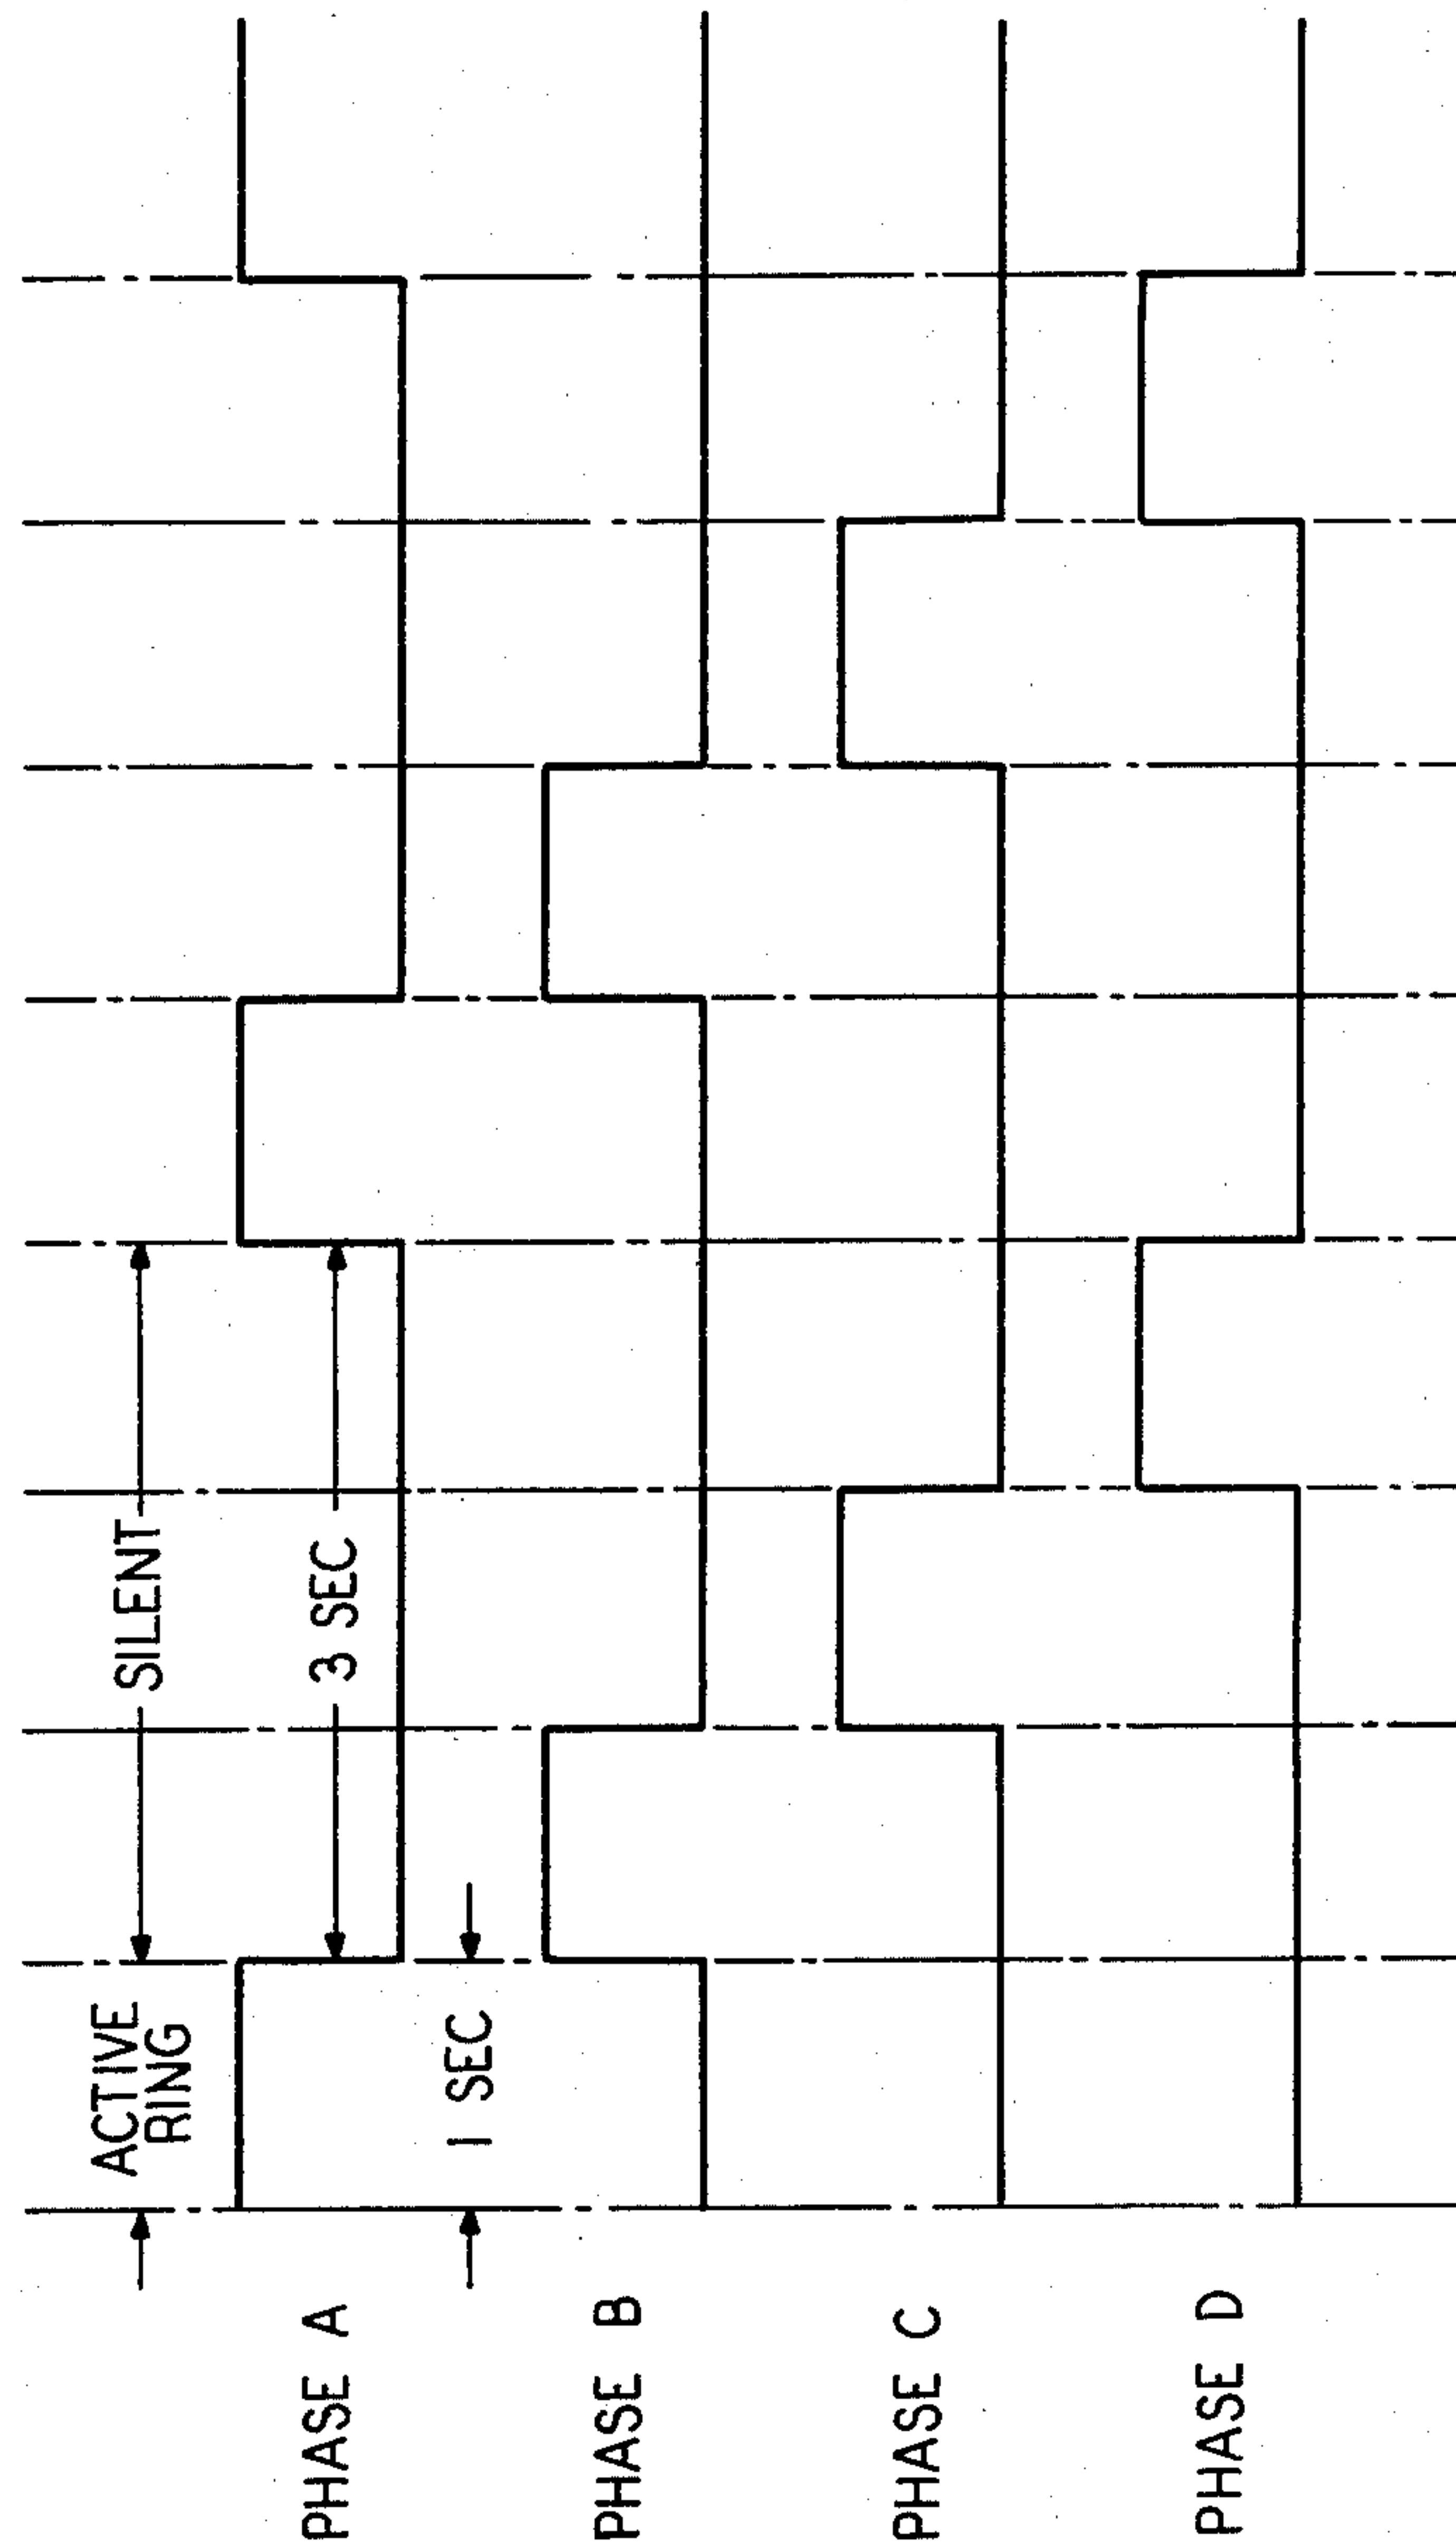 ACTIVE
RING
SILENT
3 SEC
1 SEC
PHASE A
PHASE B
PHASE C
PHASE D